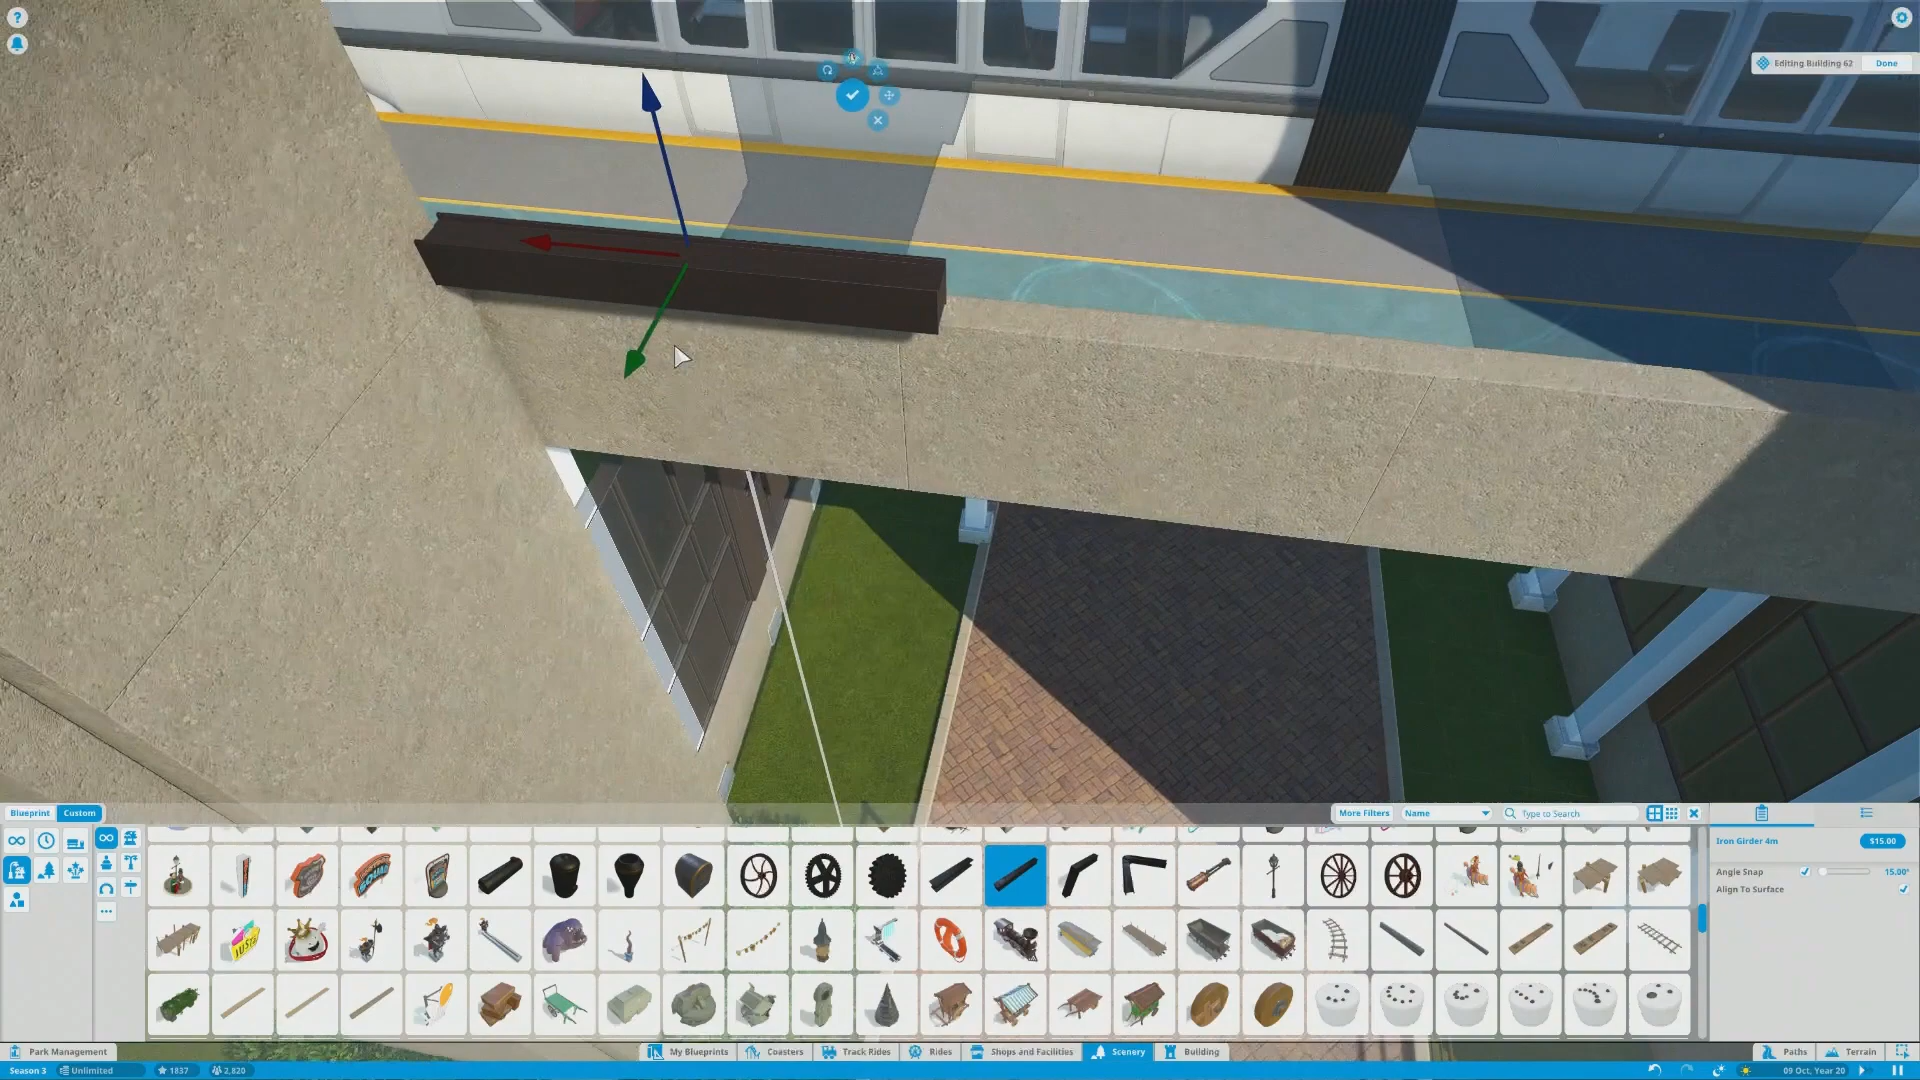 ?
Editing Building 62 Done
Blueprint Custom
More Filters Name Type to Search
Iron Girder 4m $15.00
Angle Snap 15.00°
Align To Surface
Park Management My Blueprints Coasters Track Rides Rides Shops and Facilities Scenery Building Paths Terrain
Season 3 Unlimited 1837 2,820 09 Oct, Year 20